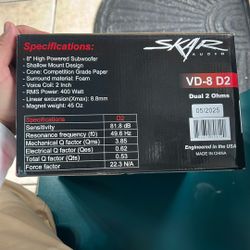 Specifications:
- 8" High Powered Subwoofer
- Shallow Mount Design
- Cone: Competition Grade Paper
- Surround material: Foam
- Voice Coil: 2 Inch
- RMS Power: 400 Watt
- Linear excursion(Xmax): 8.8mm
- Magnet weight: 45 Oz
SKAR
AUDIO
VD-8 D2
Dual 2 Ohms
05/2025
Specifications D2
Sensitivity 81.8 dB
Resonance frequency (f0) 49.6 Hz
Mechanical Q factor (Qms) 3.85
Electrical Q factor (Qes) 0.62
Total Q factor (Qts) 0.53
Force factor 22.3 N/A
Engineered in the USA
MADE IN CHINA